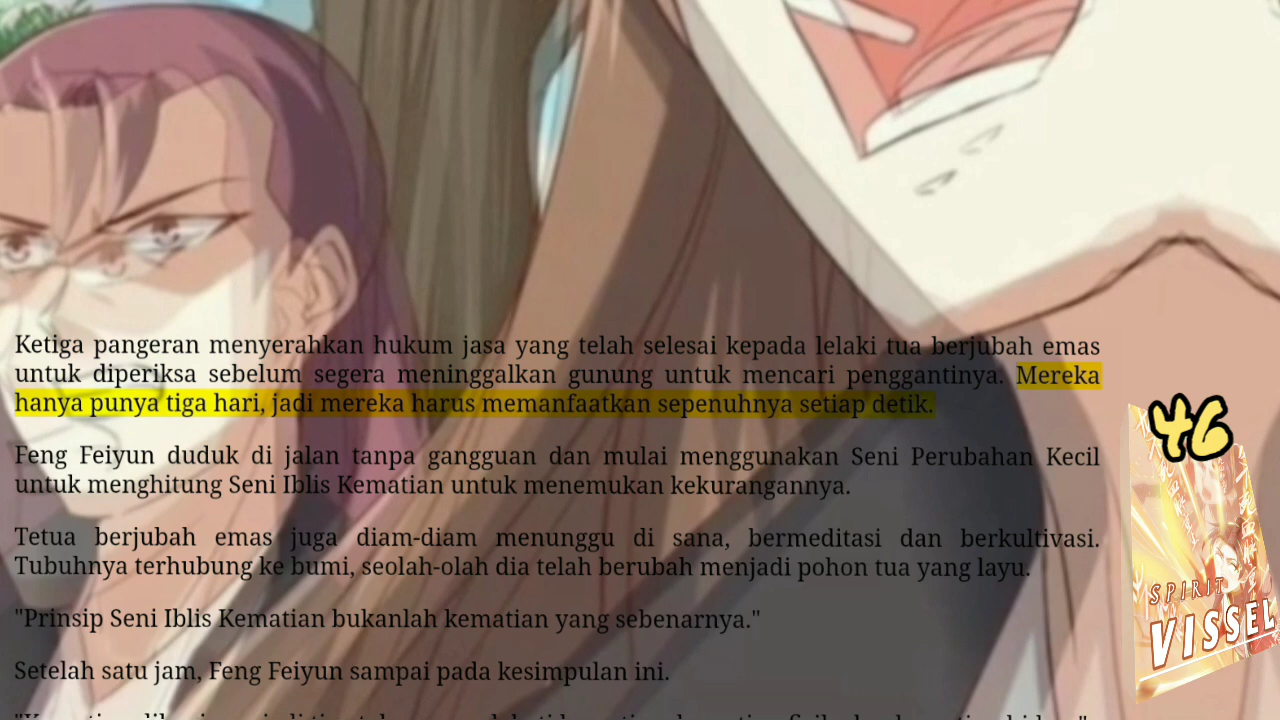 Ketiga pangeran menyerahkan hukum jasa yang telah selesai kepada lelaki tua berjubah emas
untuk diperiksa sebelum segera meninggalkan gunung untuk mencari penggantinya. Mereka
hanya punya tiga hari, jadi mereka harus memanfaatkan sepenuhnya setiap detik.
Feng Feiyun duduk di jalan tanpa gangguan dan mulai menggunakan Seni Perubahan Kecil
untuk menghitung Seni Iblis Kematian untuk menemukan kekurangannya.
Tetua berjubah emas juga diam-diam menunggu di sana, bermeditasi dan berkultivasi.
Tubuhnya terhubung ke bumi, seolah-olah dia telah berubah menjadi pohon tua yang layu.
"Prinsip Seni Iblis Kematian bukanlah kematian yang sebenarnya."
Setelah satu jam, Feng Feiyun sampai pada kesimpulan ini.
46
SPIRIT
VISSEL